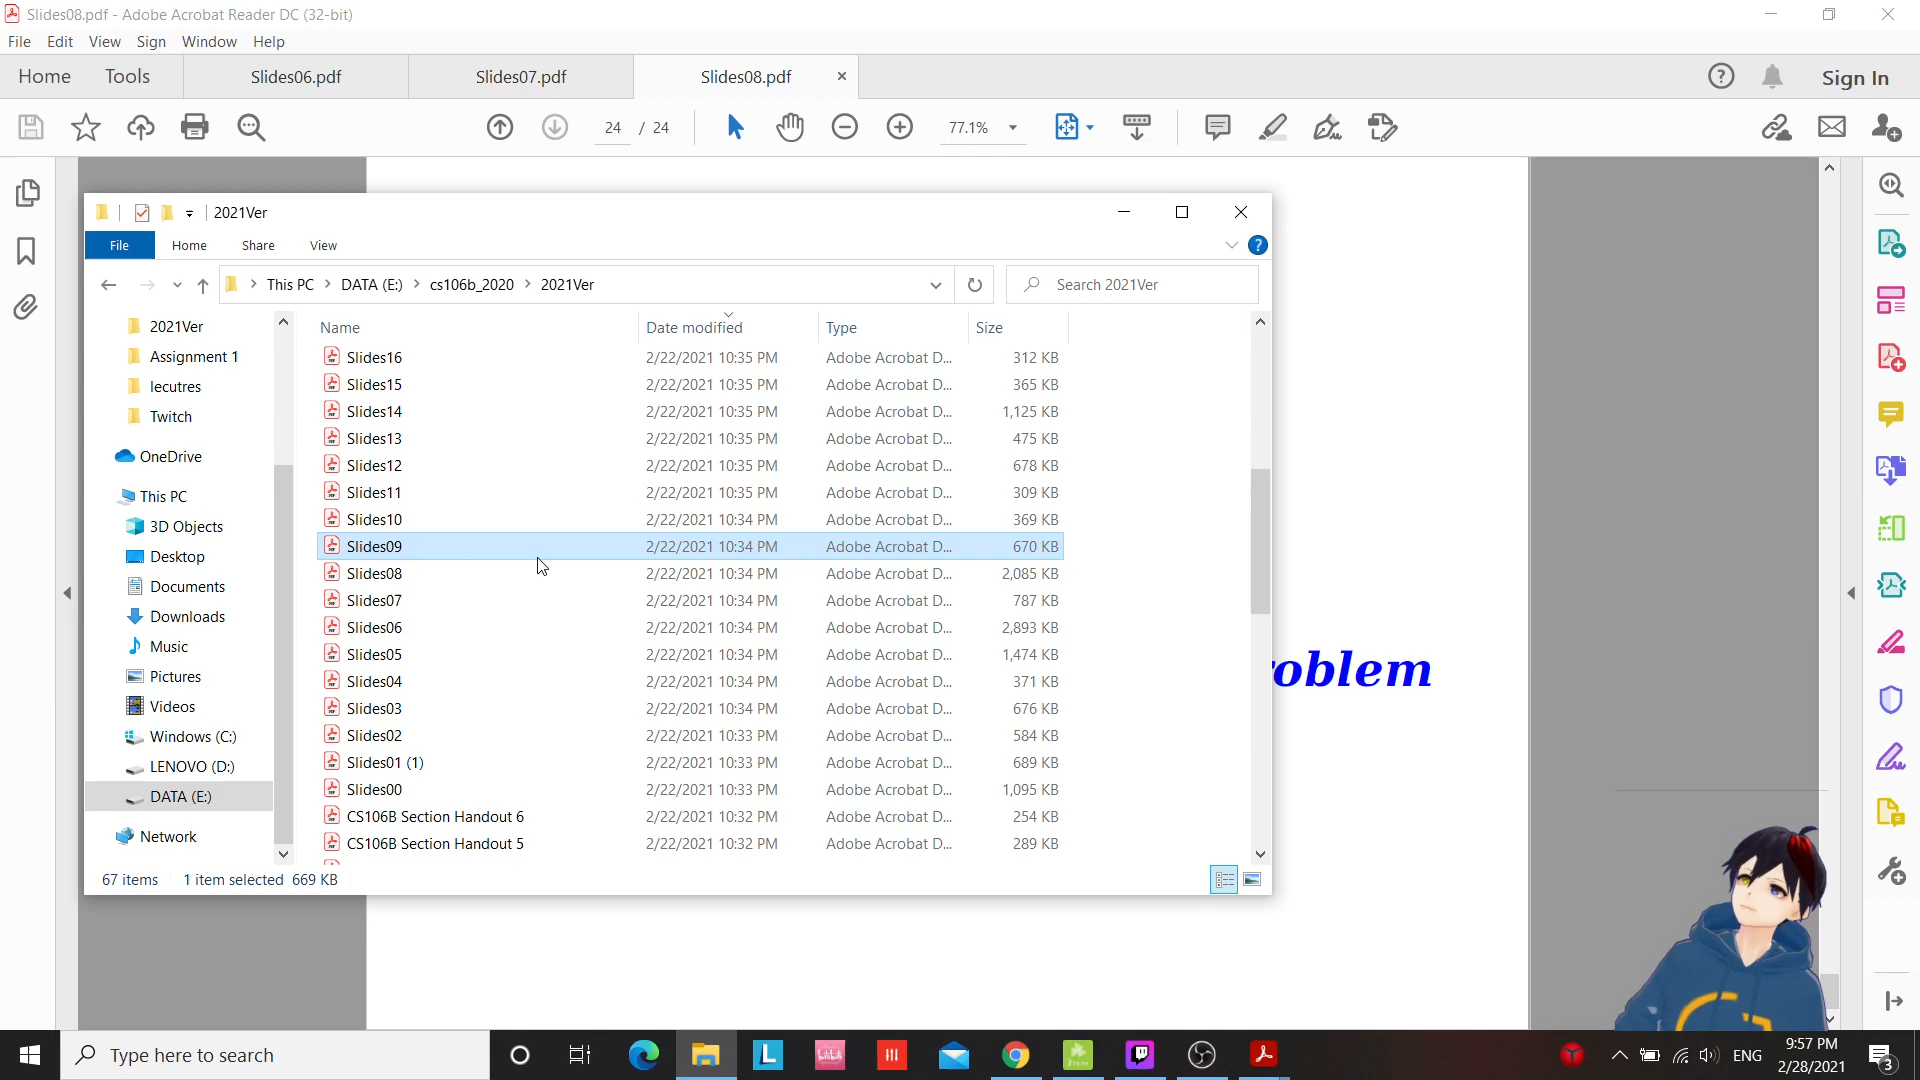 Slides08.pdf - Adobe Acrobat Reader DC (32-bit)
File Edit View Sign Window Help
Home Tools Slides06.pdf Slides07.pdf Slides08.pdf Sign In
24 / 24 77.1%
2021Ver
File Home Share View
This PC DATA (E:) cs106b_2020 2021Ver Search 2021Ver
Name Date modified Type Size
Slides16 2/22/2021 10:35 PM Adobe Acrobat D... 312 KB
Slides15 2/22/2021 10:35 PM Adobe Acrobat D... 365 KB
Slides14 2/22/2021 10:35 PM Adobe Acrobat D... 1,125 KB
Slides13 2/22/2021 10:35 PM Adobe Acrobat D... 475 KB
Slides12 2/22/2021 10:35 PM Adobe Acrobat D... 678 KB
Slides11 2/22/2021 10:35 PM Adobe Acrobat D... 309 KB
Slides10 2/22/2021 10:34 PM Adobe Acrobat D... 369 KB
Slides09 2/22/2021 10:34 PM Adobe Acrobat D... 670 KB
Slides08 2/22/2021 10:34 PM Adobe Acrobat D... 2,085 KB
Slides07 2/22/2021 10:34 PM Adobe Acrobat D... 787 KB
Slides06 2/22/2021 10:34 PM Adobe Acrobat D... 2,893 KB
Slides05 2/22/2021 10:34 PM Adobe Acrobat D... 1,474 KB
Slides04 2/22/2021 10:34 PM Adobe Acrobat D... 371 KB
Slides03 2/22/2021 10:34 PM Adobe Acrobat D... 676 KB
Slides02 2/22/2021 10:33 PM Adobe Acrobat D... 584 KB
Slides01 (1) 2/22/2021 10:33 PM Adobe Acrobat D... 689 KB
Slides00 2/22/2021 10:33 PM Adobe Acrobat D... 1,095 KB
CS106B Section Handout 6 2/22/2021 10:32 PM Adobe Acrobat D... 254 KB
CS106B Section Handout 5 2/22/2021 10:32 PM Adobe Acrobat D... 289 KB
2021Ver
Assignment 1
lecutres
Twitch
OneDrive
This PC
3D Objects
Desktop
Documents
Downloads
Music
Pictures
Videos
Windows (C:)
LENOVO (D:)
DATA (E:)
Network
67 items 1 item selected 669 KB
roblem
Type here to search
ENG
9:57 PM
2/28/2021
3